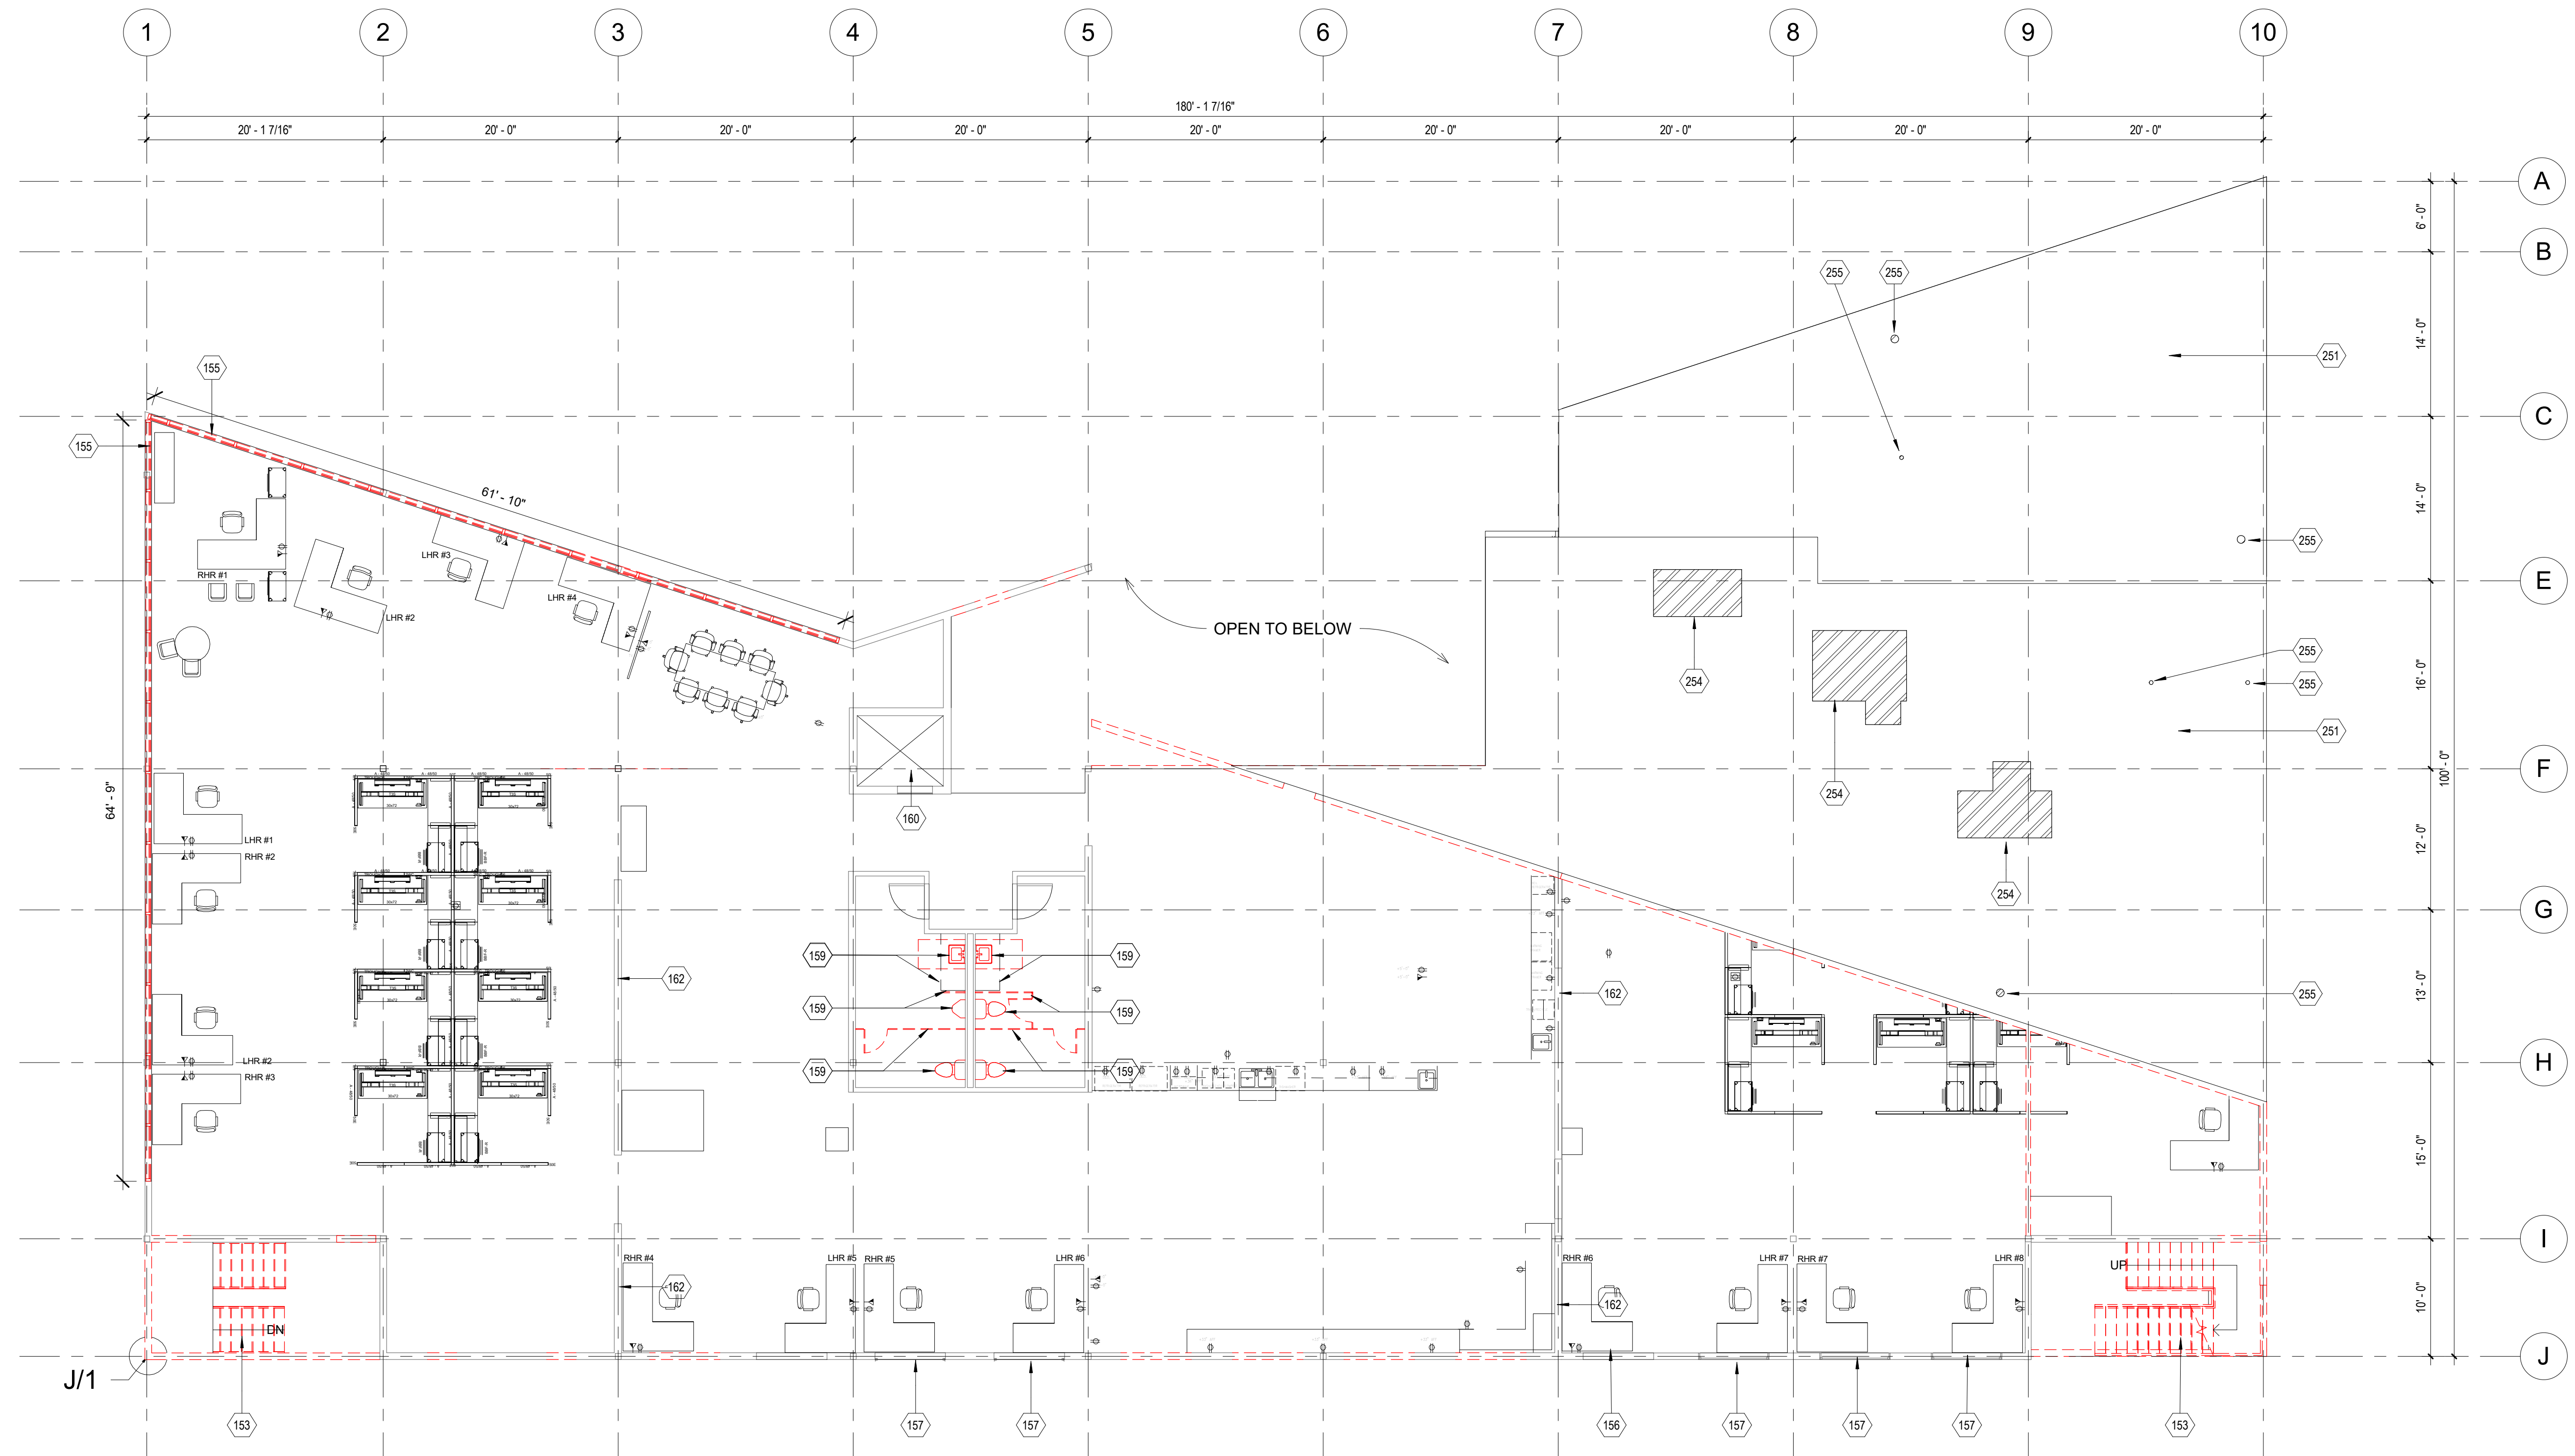 1 2 3 4 5 6 7 8 9 10
180' - 1 7/16"
20' - 1 7/16" 20' - 0" 20' - 0" 20' - 0" 20' - 0" 20' - 0" 20' - 0" 20' - 0" 20' - 0"
A
6' - 0"
B
255 255
14' - 0"
251
155
C
155
61' - 10"
14' - 0"
255
LHR #3
RHR #1
E
LHR #4
LHR #2
OPEN TO BELOW
255
254
16' - 0"
255
251
F
100' - 0"
64' - 9"
254
160
LHR #1
12' - 0"
RHR #2
254
G
159 159
162
162
13' - 0"
255
159 159
LHR #2
H
159 159
RHR #3
15' - 0"
I
RHR #4 LHR #5 RHR #5 LHR #6 RHR #6 LHR #7 RHR #7 LHR #8
UP
162
162
10' - 0"
DN
J
J/1
153 157 157 156 157 157 157 153